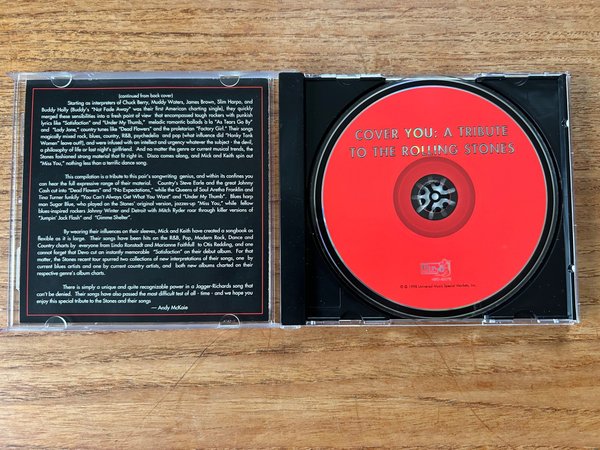 (continued from back cover)
Starting as interpreters of Chuck Berry, Muddy Waters, James Brown, Slim Harpo, and
Buddy Holly (Buddy's "Not Fade Away" was their first American charting single), they quickly
merged these sensibilities into a fresh point of view that encompassed tough rockers with punkish
lyrics like "Satisfaction" and "Under My Thumb," melodic romantic ballads à la "As Tears Go By"
and "Lady Jane," country tunes like "Dead Flowers" and the proletarian "Factory Girl." Their songs
magically mixed rock, blues, country, R&B, psychedelia and pop (what influence did "Honky Tonk
Women" leave out?), and were infused with an intellect and urgency whatever the subject - the devil,
a philosophy of life or last night's girlfriend. And no matter the genre or current musical trends, the
Stones fashioned strong material that fit right in. Disco comes along, and Mick and Keith spin out
"Miss You," nothing less than a terrific dance song.
This compilation is a tribute to this pair's songwriting genius, and within its confines you
can hear the full expressive range of their material. Country's Steve Earle and the great Johnny
Cash cut into "Dead Flowers" and "No Expectations," while the Queens of Soul Aretha Franklin and
Tina Turner funkify "You Can't Always Get What You Want" and "Under My Thumb". Blues harp
man Sugar Blue, who played on the Stones' original version, jazzes-up "Miss You," while fellow
blues-inspired rockers Johnny Winter and Detroit with Mitch Ryder roar through killer versions of
"Jumpin' Jack Flash" and "Gimme Shelter".
By wearing their influences on their sleeves, Mick and Keith have created a songbook as
flexible as it is large. Their songs have been hits on the R&B, Pop, Modern Rock, Dance and
Country charts by everyone from Linda Ronstadt and Marianne Faithfull to Otis Redding, and one
cannot forget that Devo cut an instantly memorable "Satisfaction" on their debut album. For that
matter, the Stones recent tour spurred two collections of new interpretations of their songs, one by
current blues artists and one by current country artists, and both new albums charted on their
respective genre's album charts.
There is simply a unique and quite recognizable power in a Jagger-Richards song that
can't be denied. Their songs have also passed the most difficult test of all - time - and we hope you
enjoy this special tribute to the Stones and their songs
— Andy McKaie
COVER YOU: A TRIBUTE
TO THE ROLLING STONES
℗ © 1998 Universal Music Special Markets, Inc.